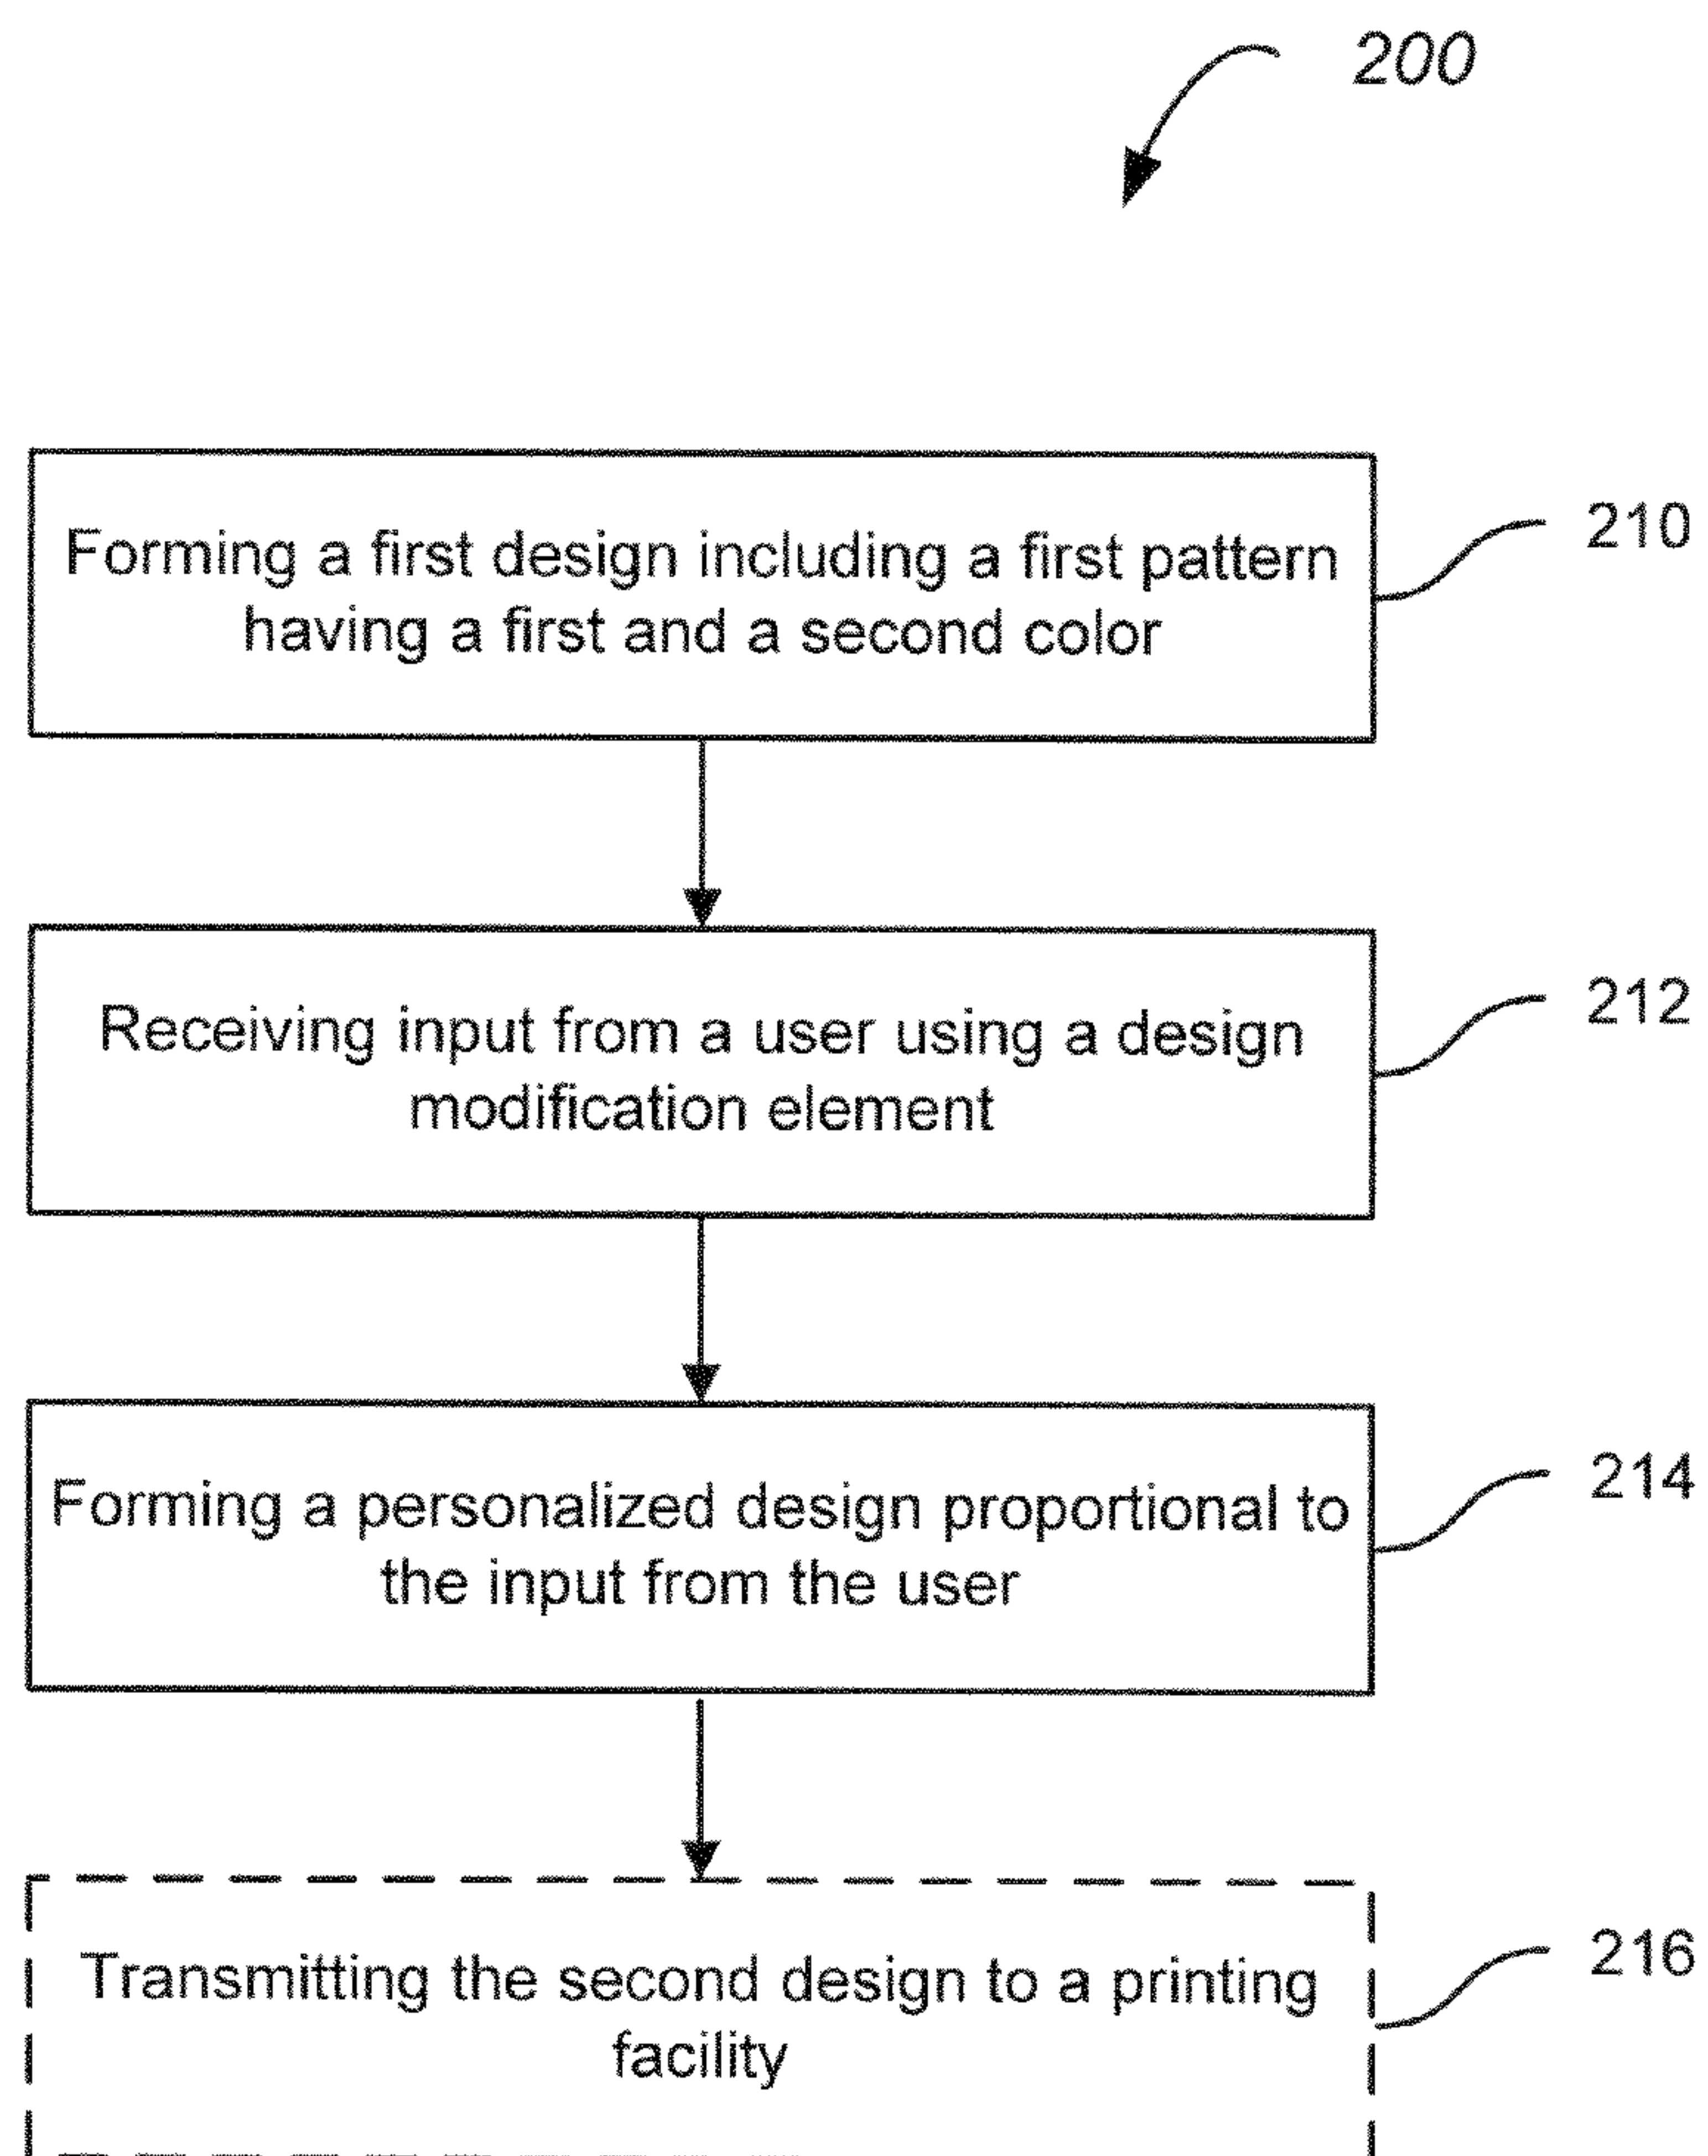 200
Forming a first design including a first pattern
having a first and a second color
210
Receiving input from a user using a design
modification element
212
Forming a personalized design proportional to
the input from the user
214
Transmitting the second design to a printing
facility
216